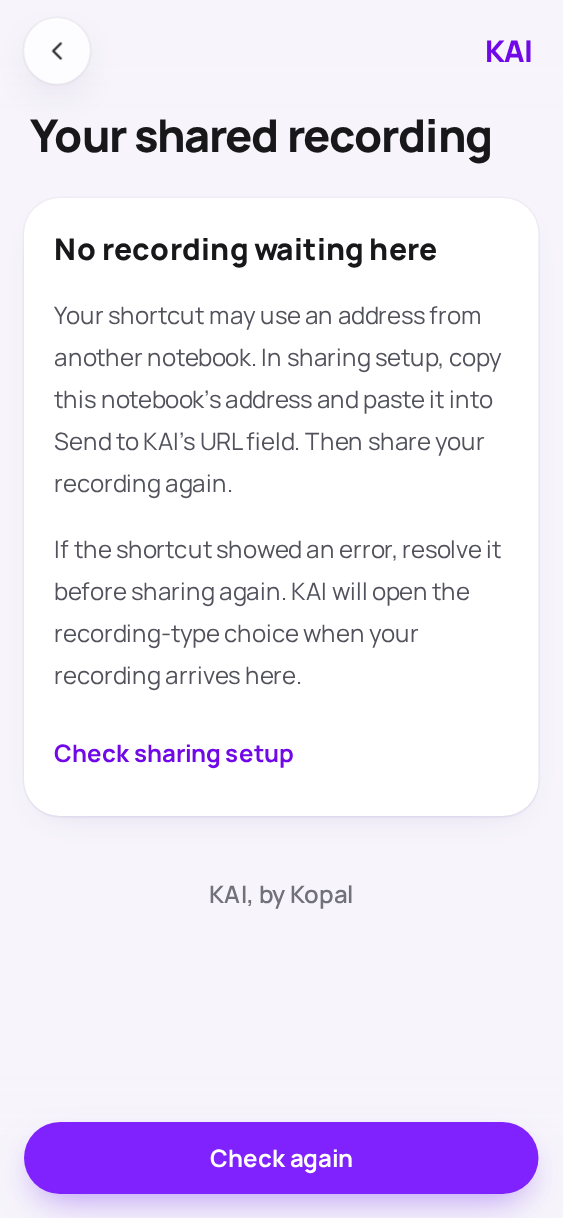 KAI
Your shared recording
No recording waiting here
Your shortcut may use an address from
another notebook. In sharing setup, copy
this notebook’s address and paste it into
Send to KAI’s URL field. Then share your
recording again.
If the shortcut showed an error, resolve it
before sharing again. KAI will open the
recording-type choice when your
recording arrives here.
Check sharing setup
KAI, by Kopal
Check again